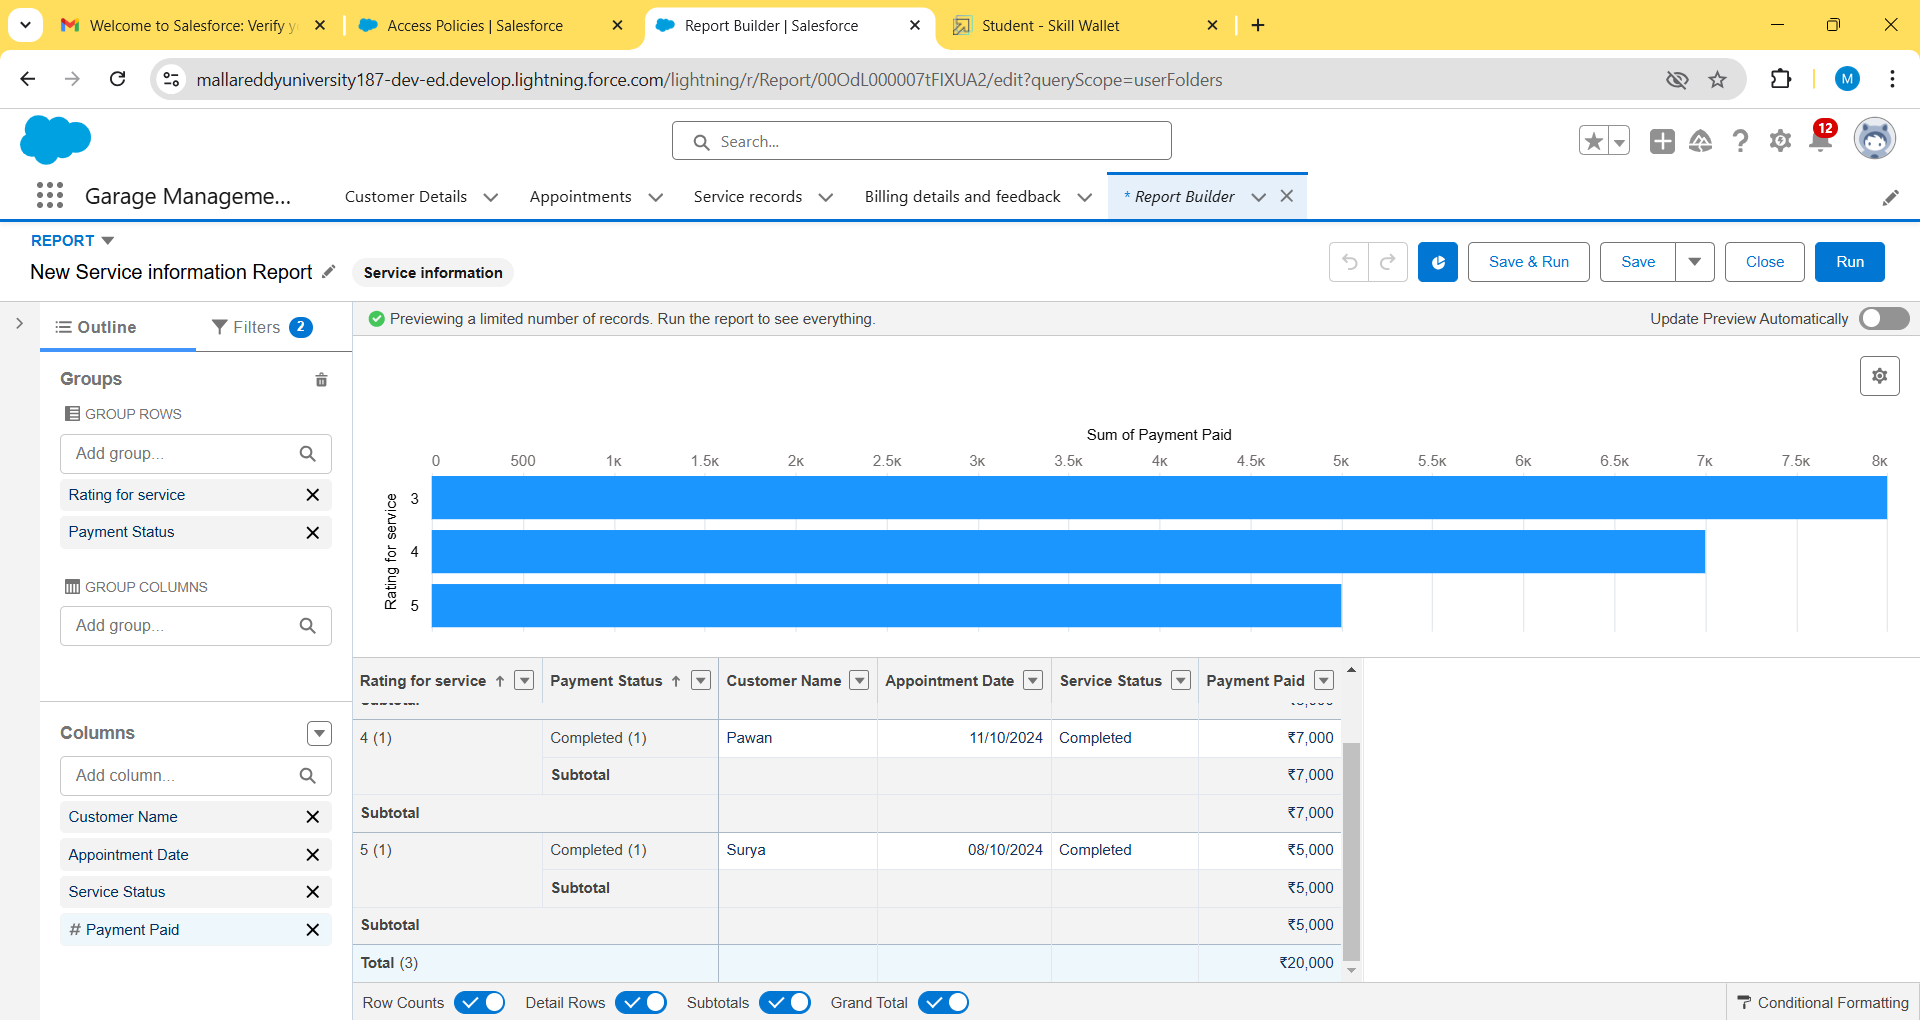 Welcome to Salesforce: Verify y
Access Policies | Salesforce
Report Builder | Salesforce
Student - Skill Wallet
mallareddyuniversity187-dev-ed.develop.lightning.force.com/lightning/r/Report/00OdL000007tFIXUA2/edit?queryScope=userFolders
M
Search...
12
Garage Manageme...
Customer Details
Appointments
Service records
Billing details and feedback
* Report Builder
REPORT
New Service information Report
Service information
Save & Run
Save
Close
Run
Outline
Filters 2
Previewing a limited number of records. Run the report to see everything.
Update Preview Automatically
Groups
GROUP ROWS
Add group...
Rating for service
Payment Status
GROUP COLUMNS
Add group...
Columns
Add column...
Customer Name
Appointment Date
Service Status
# Payment Paid
Sum of Payment Paid
0 500 1K 1.5K 2K 2.5K 3K 3.5K 4K 4.5K 5K 5.5K 6K 6.5K 7K 7.5K 8K
Rating for service
3
4
5
Rating for service ↑ Payment Status ↑ Customer Name Appointment Date Service Status Payment Paid
4 (1) Completed (1) Pawan 11/10/2024 Completed ₹7,000
Subtotal ₹7,000
Subtotal ₹7,000
5 (1) Completed (1) Surya 08/10/2024 Completed ₹5,000
Subtotal ₹5,000
Subtotal ₹5,000
Total (3) ₹20,000
Row Counts Detail Rows Subtotals Grand Total
Conditional Formatting